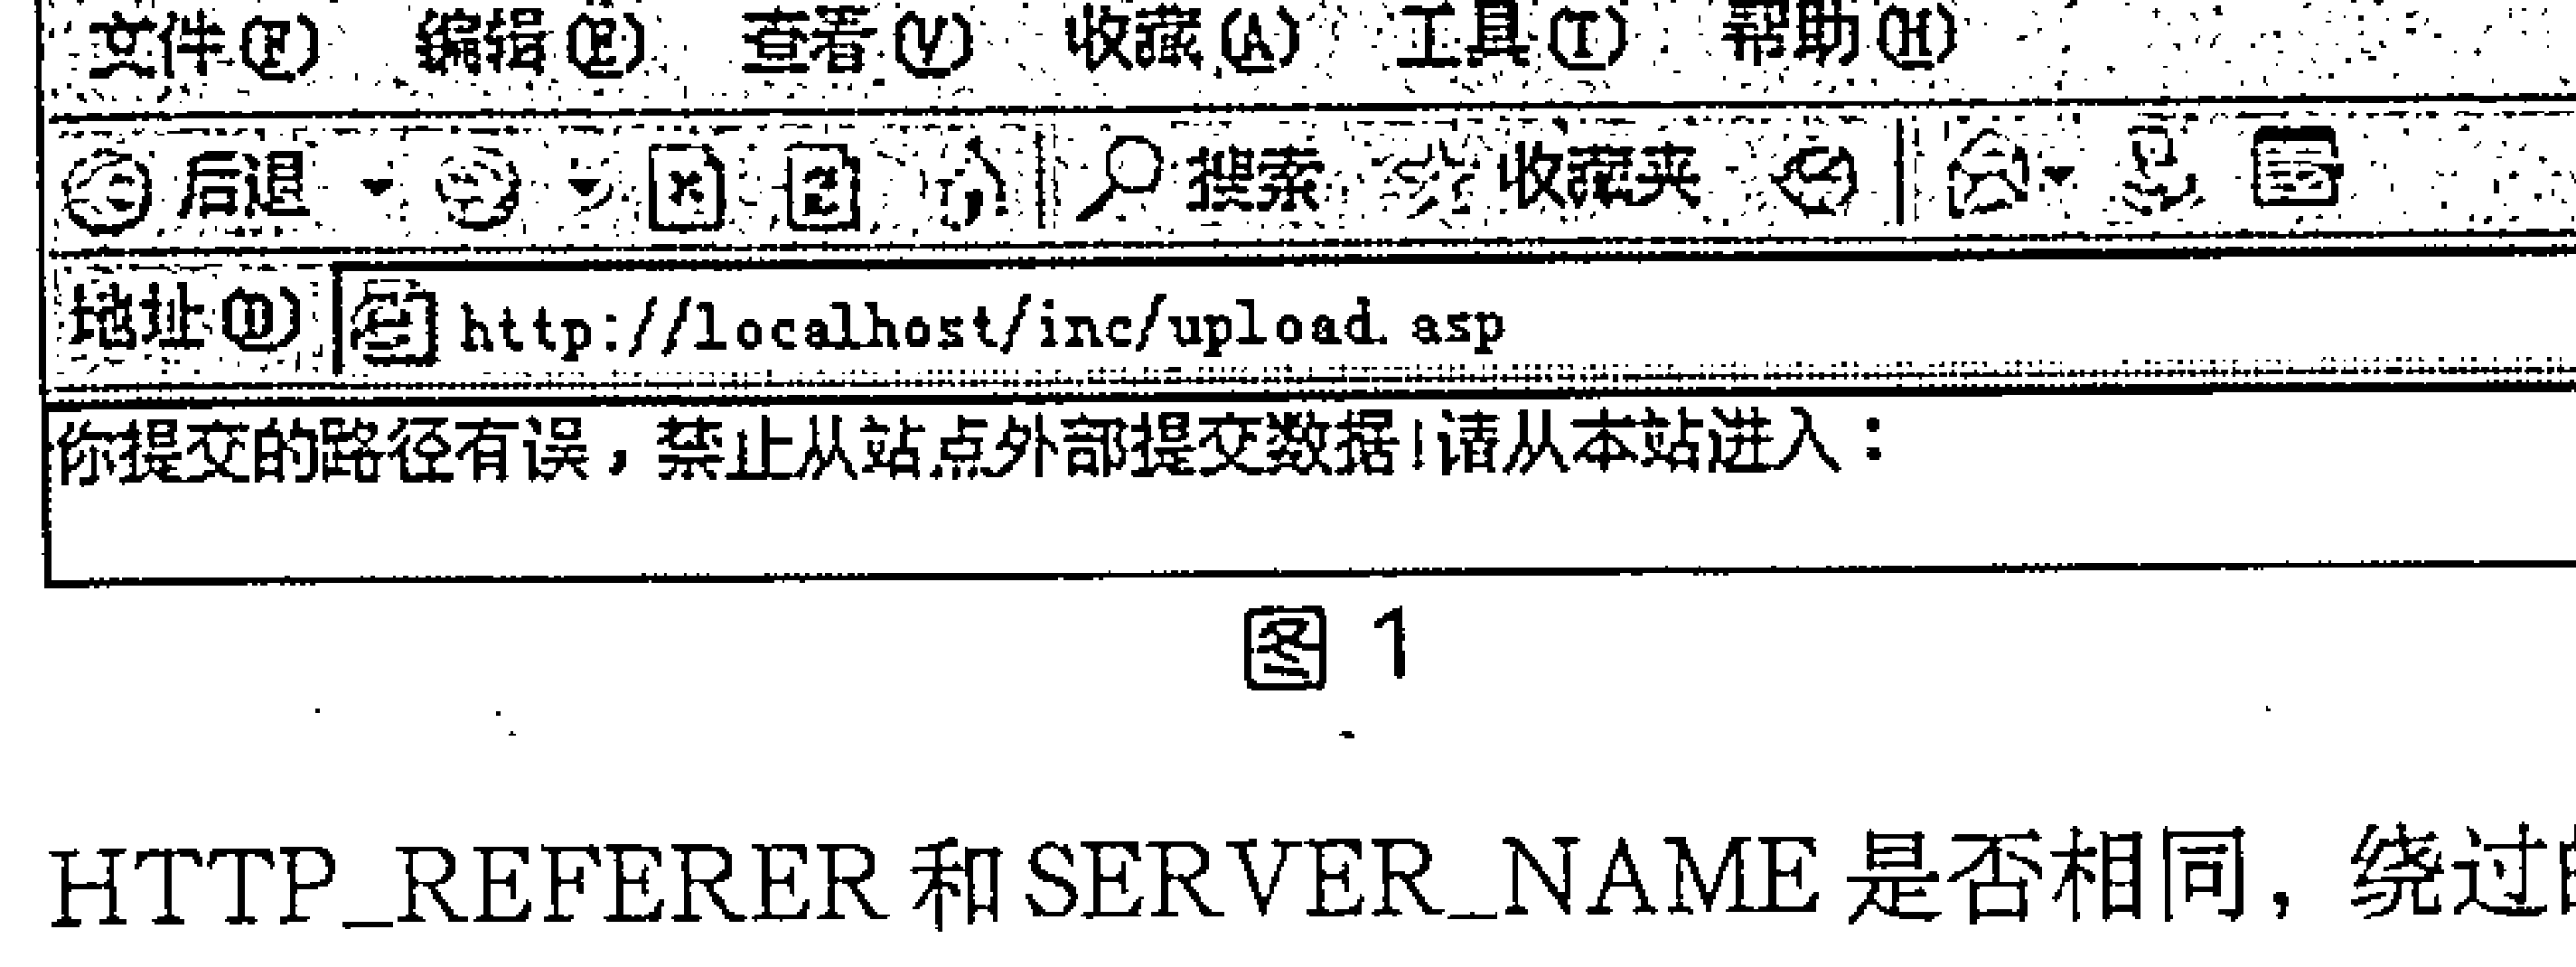 文件(F) 编辑(E) 查看(V) 收藏(A) 工具(T) 帮助(H)
后退 搜索 收藏夹
地址(D) http://localhost/inc/upload.asp
你提交的路径有误，禁止从站点外部提交数据!请从本站进入：
图 1
HTTP_REFERER 和 SERVER_NAME 是否相同，绕过